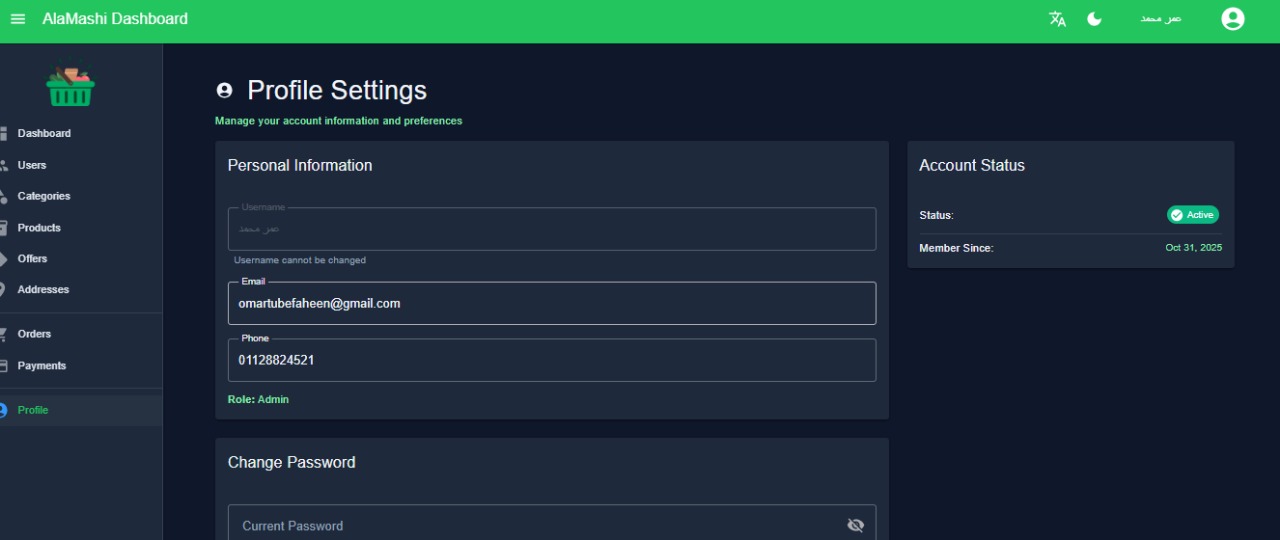 AlaMashi Dashboard
عمر محمد
Dashboard
Users
Categories
Products
Offers
Addresses
Orders
Payments
Profile
Profile Settings
Manage your account information and preferences
Personal Information
Username
عمر محمد
Username cannot be changed
Email
omartubefaheen@gmail.com
Phone
01128824521
Role: Admin
Account Status
Status: Active
Member Since: Oct 31, 2025
Change Password
Current Password